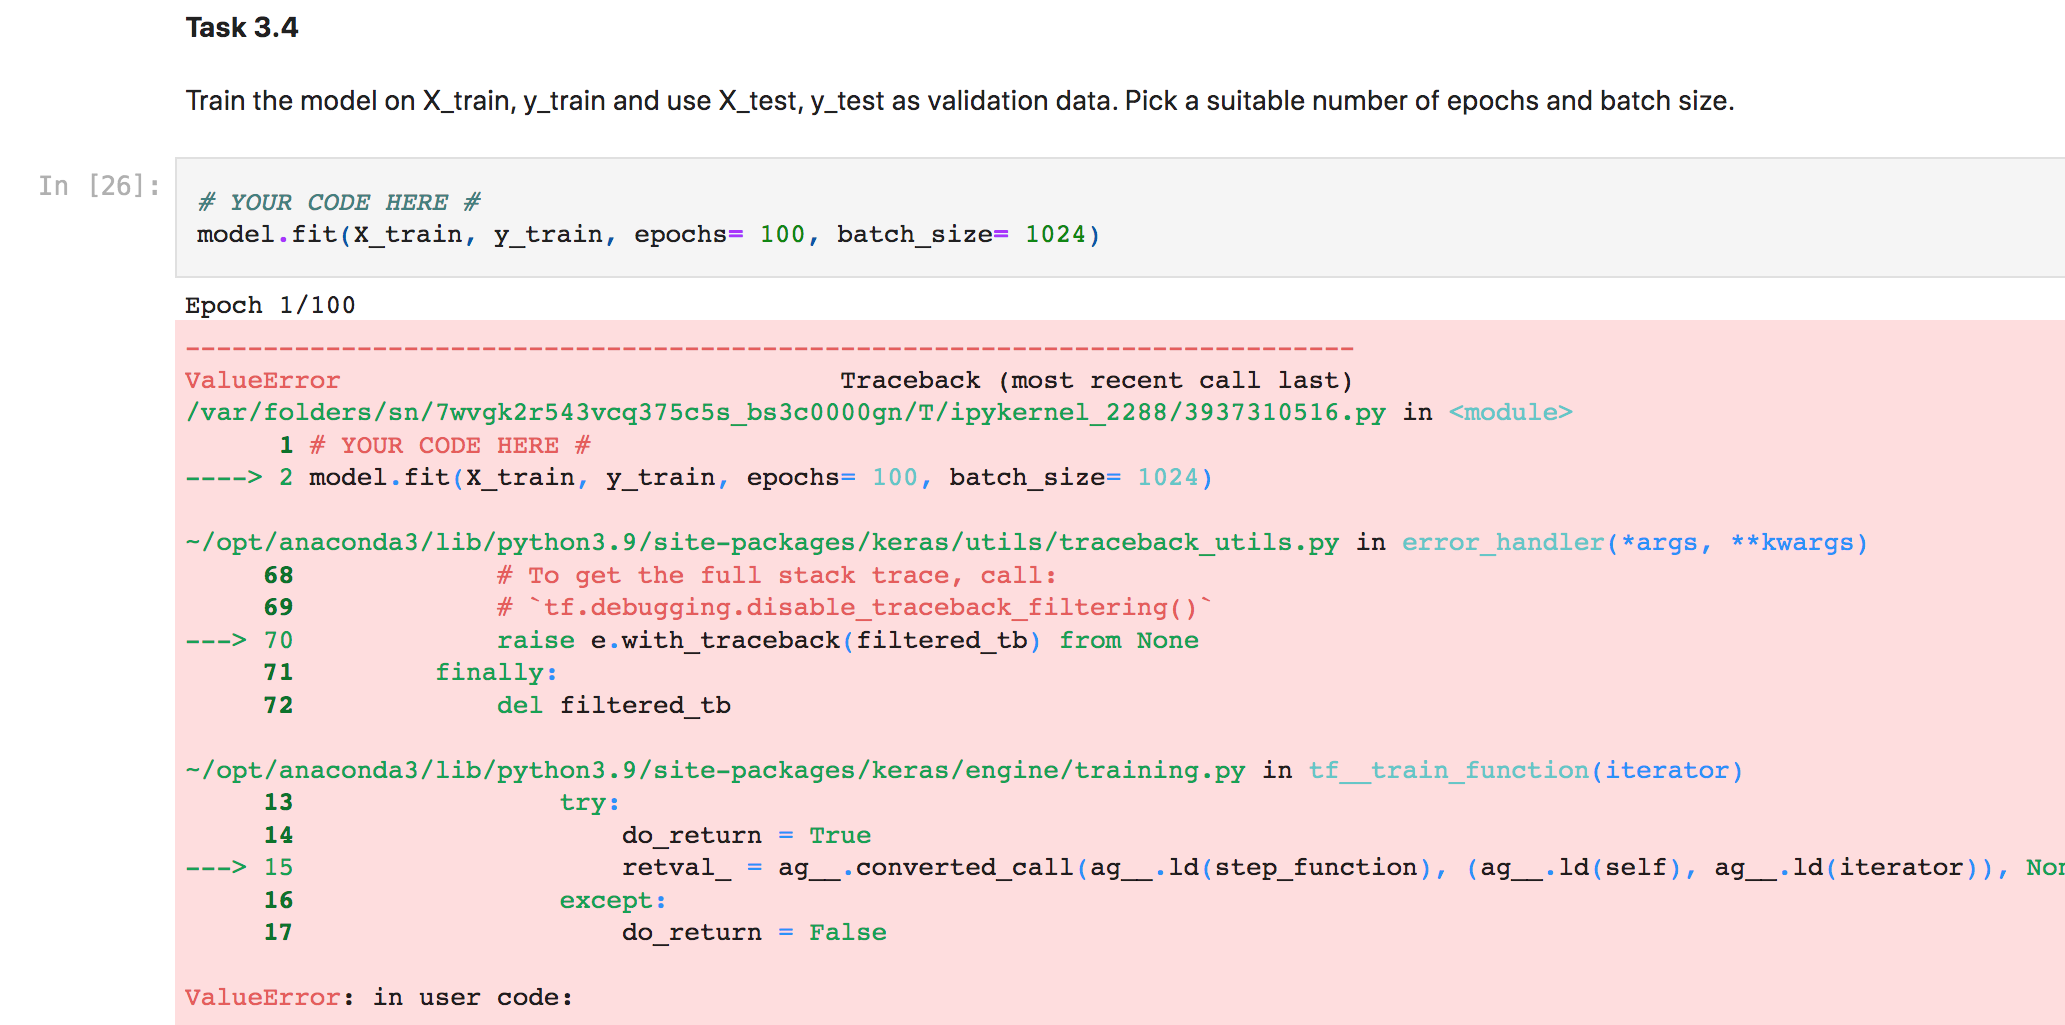 Task 3.4
Train the model on X_train, y_train and use X_test, y_test as validation data. Pick a suitable number of epochs and batch size.
In [26]:
# YOUR CODE HERE #
model.fit(X_train, y_train, epochs= 100, batch_size= 1024)
Epoch 1/100
---------------------------------------------------------------------------
ValueError                                Traceback (most recent call last)
/var/folders/sn/7wvgk2r543vcq375c5s_bs3c0000gn/T/ipykernel_2288/3937310516.py in <module>
      1 # YOUR CODE HERE #
----> 2 model.fit(X_train, y_train, epochs= 100, batch_size= 1024)
~/opt/anaconda3/lib/python3.9/site-packages/keras/utils/traceback_utils.py in error_handler(*args, **kwargs)
     68             # To get the full stack trace, call:
     69             # `tf.debugging.disable_traceback_filtering()`
---> 70             raise e.with_traceback(filtered_tb) from None
     71         finally:
     72             del filtered_tb
~/opt/anaconda3/lib/python3.9/site-packages/keras/engine/training.py in tf__train_function(iterator)
     13                 try:
     14                     do_return = True
---> 15                     retval_ = ag__.converted_call(ag__.ld(step_function), (ag__.ld(self), ag__.ld(iterator)),
     16                 except:
     17                     do_return = False
ValueError: in user code: